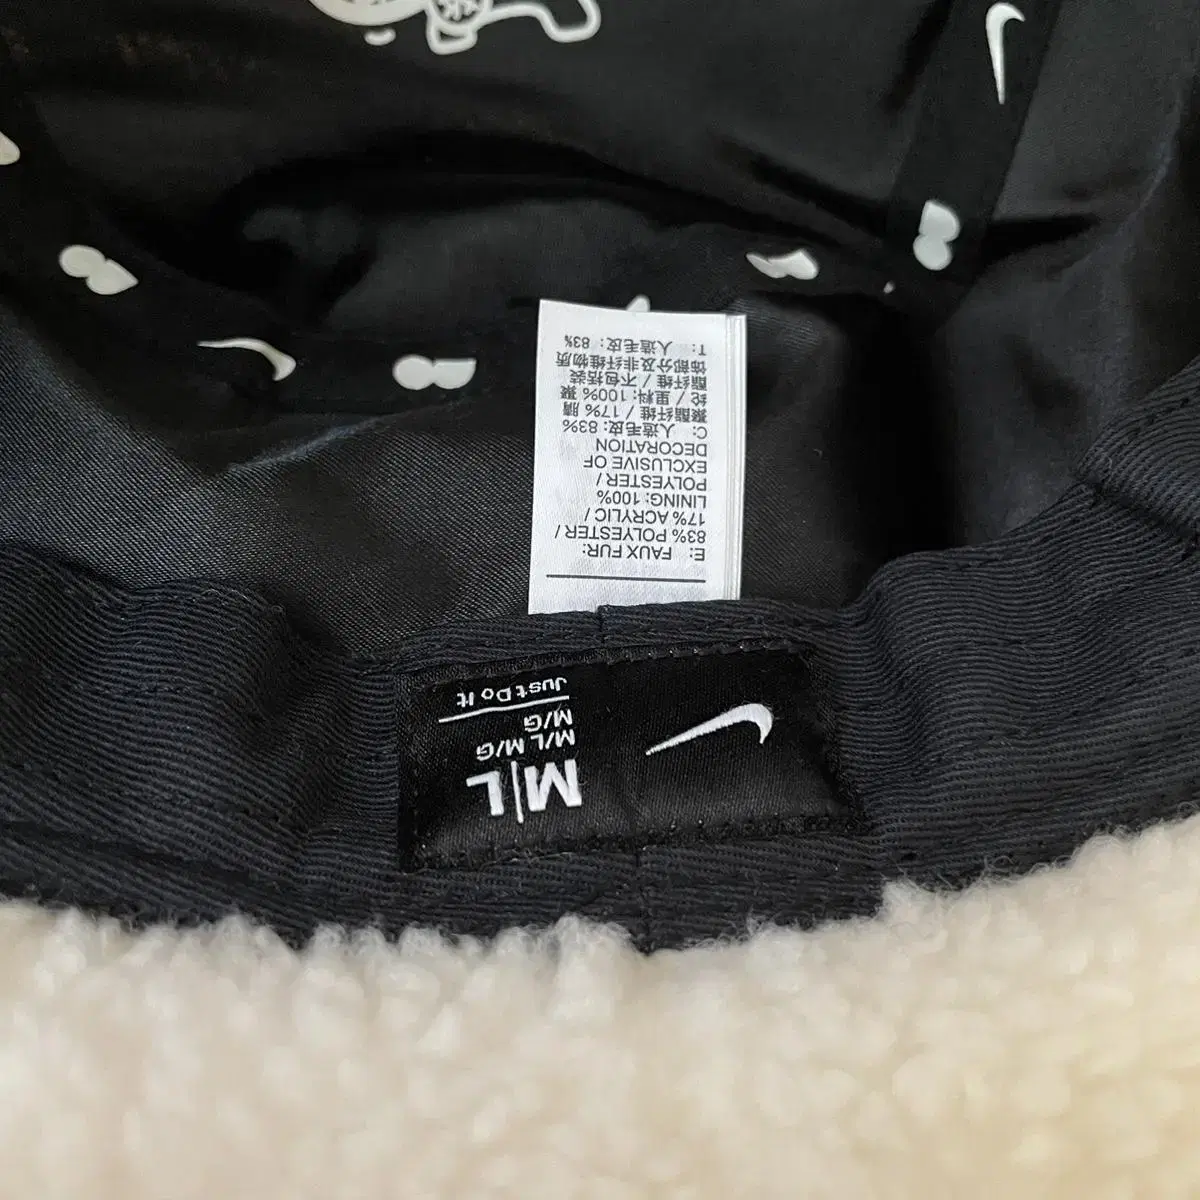 E: FAUX FUR:
83% POLYESTER /
17% ACRYLIC /
LINING: 100%
POLYESTER /
EXCLUSIVE OF
DECORATION
C: 人造毛皮: 83%
聚酯纤维 / 17% 腈
纶 / 里料: 100% 聚
酯纤维 / 不包括装
饰部分及非纤维物质
T: 人造毛皮: 83%
M|L
M/L M/G
M/G
Just Do It